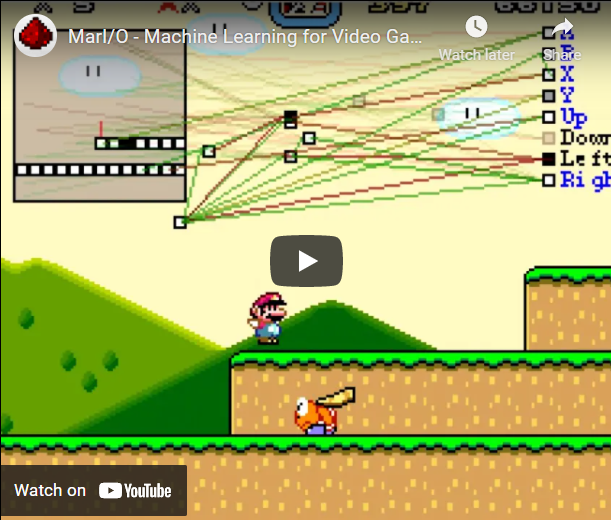 MarI/O - Machine Learning for Video Ga...
Watch later
Share
X
Y
Up
Down
Left
Right
Watch on YouTube